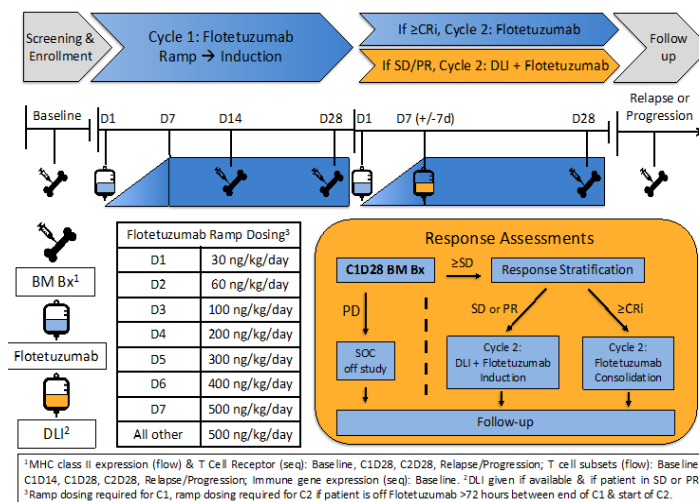 Screening &
Enrollment
Cycle 1: Flotetuzumab
Ramp → Induction
If ≥CRi, Cycle 2: Flotetuzumab
If SD/PR, Cycle 2: DLI + Flotetuzumab
Follow
up
Baseline
D1
D7
D14
D28
D1
D7 (+/-7d)
D28
Relapse or
Progression
BM Bx¹
Flotetuzumab
DLI²
Flotetuzumab Ramp Dosing³
D1 30 ng/kg/day
D2 60 ng/kg/day
D3 100 ng/kg/day
D4 200 ng/kg/day
D5 300 ng/kg/day
D6 400 ng/kg/day
D7 500 ng/kg/day
All other 500 ng/kg/day
Response Assessments
C1D28 BM Bx
≥SD
Response Stratification
PD
SD or PR
≥CRi
SOC
off study
Cycle 2:
DLI + Flotetuzumab
Induction
Cycle 2:
Flotetuzumab
Consolidation
Follow-up
¹MHC class II expression (flow) & T Cell Receptor (seq): Baseline, C1D28, C2D28, Relapse/Progression; T cell subsets (flow): Baseline
C1D14, C1D28, C2D28, Relapse/Progression; Immune gene expression (seq): Baseline. ²DLI given if available & if patient in SD or PR
³Ramp dosing required for C1, ramp dosing required for C2 if patient is off Flotetuzumab >72 hours between end of C1 & start of C2.